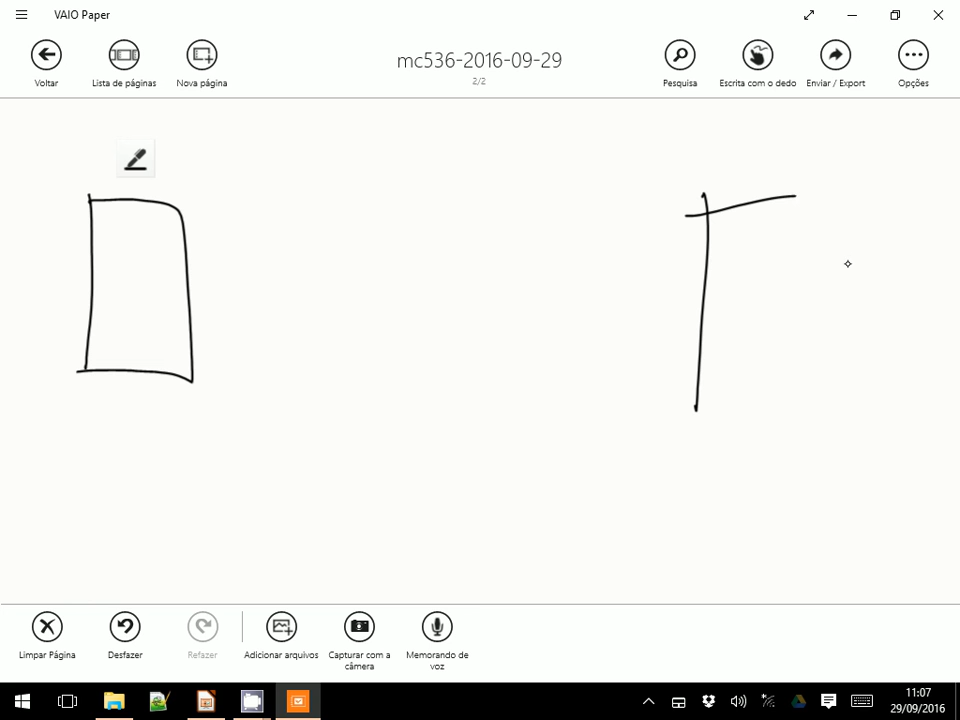 VAIO Paper
Voltar
Lista de páginas
Nova página
mc536-2016-09-29
2/2
Pesquisa
Escrita com o dedo
Enviar / Export
Opções
Limpar Página
Desfazer
Refazer
Adicionar arquivos
Capturar com a
câmera
Memorando de
voz
11:07
29/09/2016